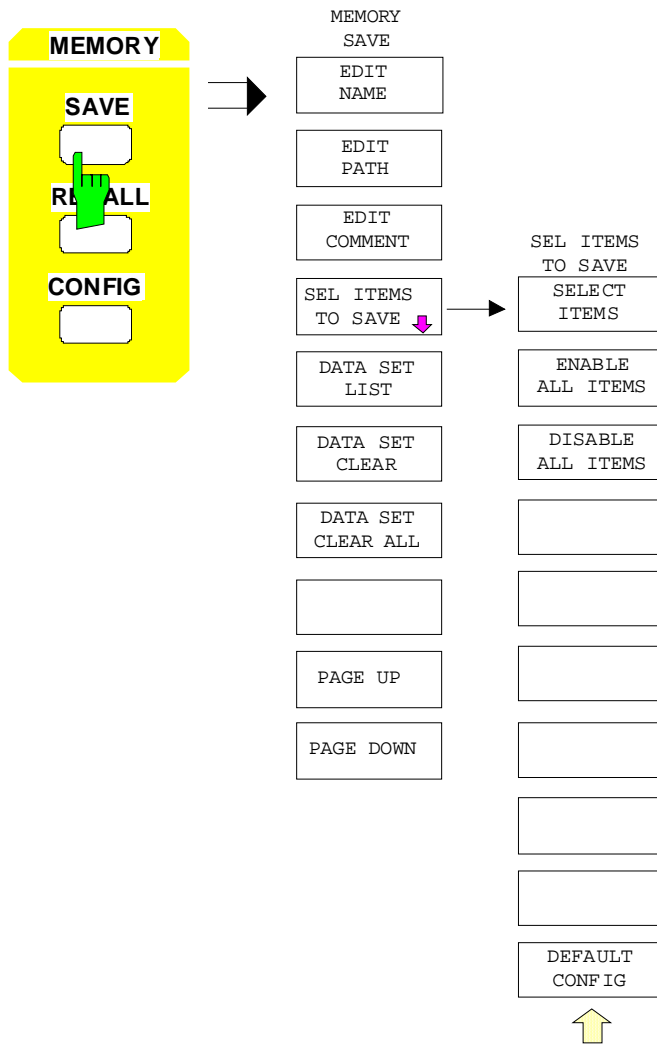 MEMORY
SAVE
RECALL
CONFIG
MEMORY
SAVE
EDIT
NAME
EDIT
PATH
EDIT
COMMENT
SEL ITEMS
TO SAVE
DATA SET
LIST
DATA SET
CLEAR
DATA SET
CLEAR ALL
PAGE UP
PAGE DOWN
SEL ITEMS
TO SAVE
SELECT
ITEMS
ENABLE
ALL ITEMS
DISABLE
ALL ITEMS
DEFAULT
CONFIG